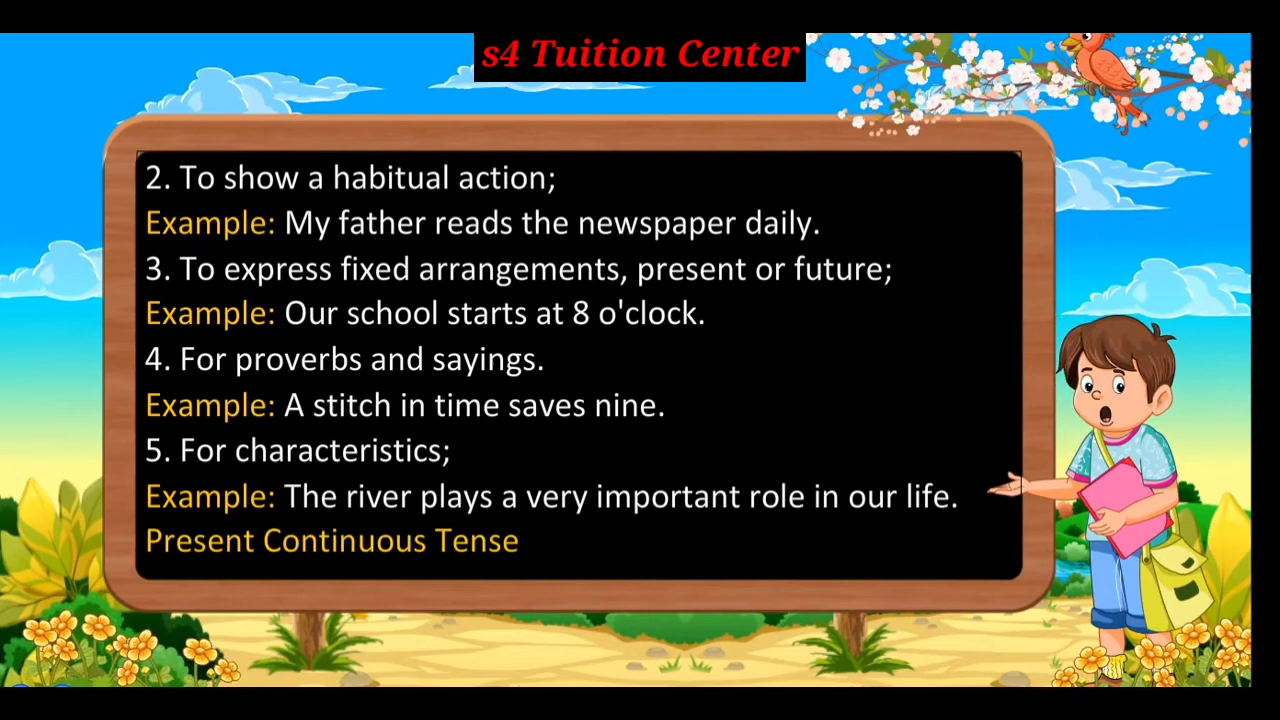 s4 Tuition Center
2. To show a habitual action;
Example: My father reads the newspaper daily.
3. To express fixed arrangements, present or future;
Example: Our school starts at 8 o'clock.
4. For proverbs and sayings.
Example: A stitch in time saves nine.
5. For characteristics;
Example: The river plays a very important role in our life.
Present Continuous Tense